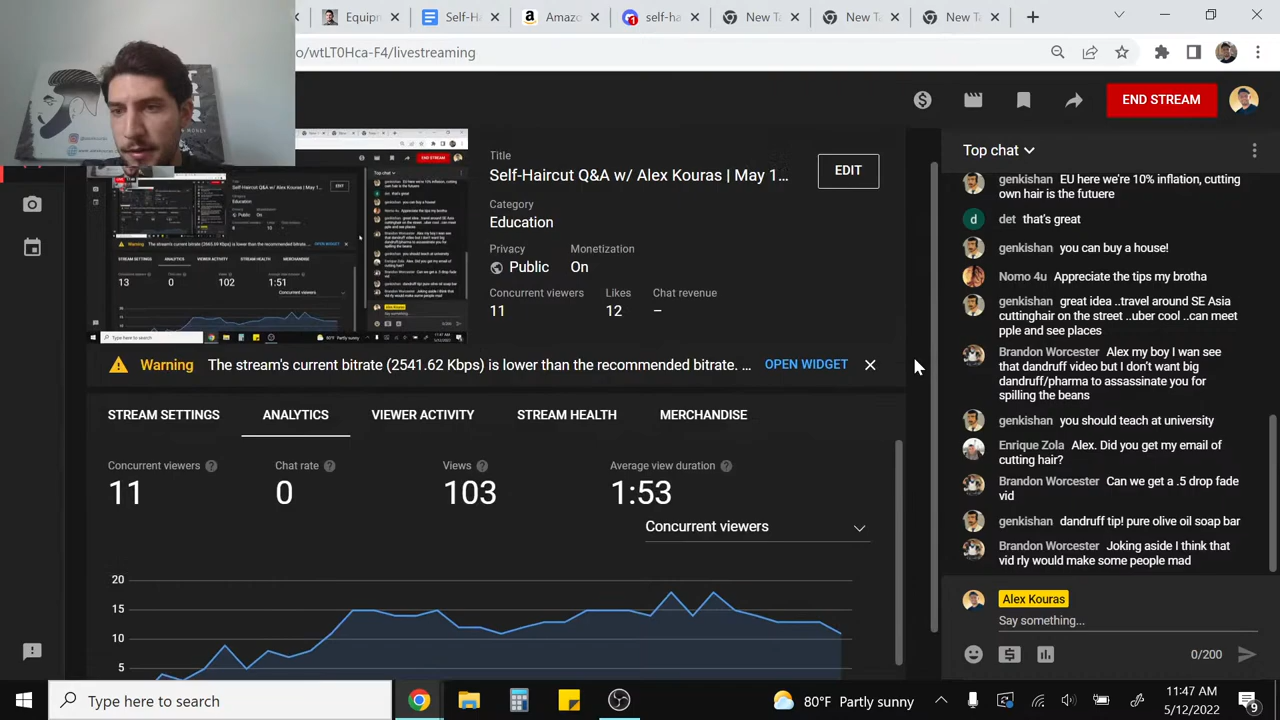 Equipn
Self-Ha
Amazo
self-ha
New Ta
New Ta
New Ta
o/wtLT0Hca-F4/livestreaming
END STREAM
Title
Self-Haircut Q&A w/ Alex Kouras | May 1...
EDIT
Category
Education
Privacy
Monetization
Public
On
Concurrent viewers
Likes
Chat revenue
11
12
–
Warning
The stream's current bitrate (2541.62 Kbps) is lower than the recommended bitrate. ...
OPEN WIDGET
STREAM SETTINGS
ANALYTICS
VIEWER ACTIVITY
STREAM HEALTH
MERCHANDISE
Concurrent viewers
Chat rate
Views
Average view duration
11
0
103
1:53
Concurrent viewers
20
15
10
5
Top chat
genkishan EU here we're 10% inflation, cutting
own hair is the future
det that's great
genkishan you can buy a house!
Nomo 4u Appreciate the tips my brotha
genkishan great idea ..travel around SE Asia
cuttinghair on the street ..uber cool ..can meet
pple and see places
Brandon Worcester Alex my boy I wan see
that dandruff video but I don't want big
dandruff/pharma to assassinate you for
spilling the beans
genkishan you should teach at university
Enrique Zola Alex. Did you get my email of
cutting hair?
Brandon Worcester Can we get a .5 drop fade
vid
genkishan dandruff tip! pure olive oil soap bar
Brandon Worcester Joking aside I think that
vid rly would make some people mad
Alex Kouras
Say something...
0/200
Type here to search
80°F Partly sunny
11:47 AM
5/12/2022
9